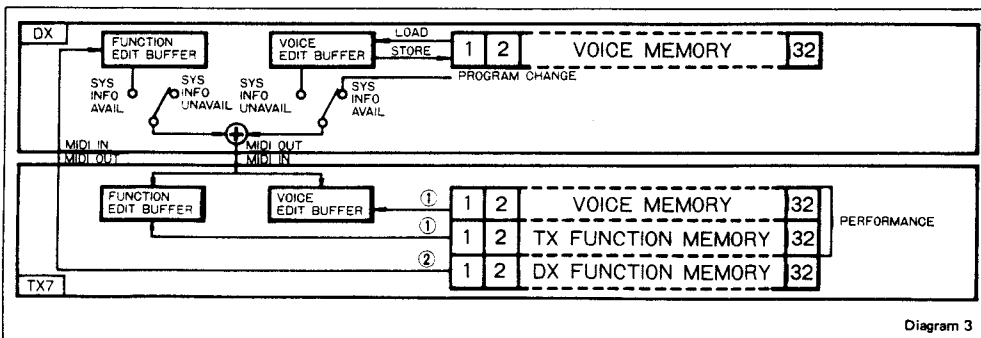 DX
FUNCTION
EDIT BUFFER
VOICE
EDIT BUFFER
LOAD
STORE
1 2 VOICE MEMORY 32
PROGRAM CHANGE
SYS
INFO
AVAIL
SYS
INFO
UNAVAIL
SYS
INFO
UNAVAIL
SYS
INFO
AVAIL
MIDI IN
MIDI OUT
MIDI OUT
MIDI IN
FUNCTION
EDIT BUFFER
VOICE
EDIT BUFFER
① 1 2 VOICE MEMORY 32
① 1 2 TX FUNCTION MEMORY 32
PERFORMANCE
② 1 2 DX FUNCTION MEMORY 32
TX7
Diagram 3